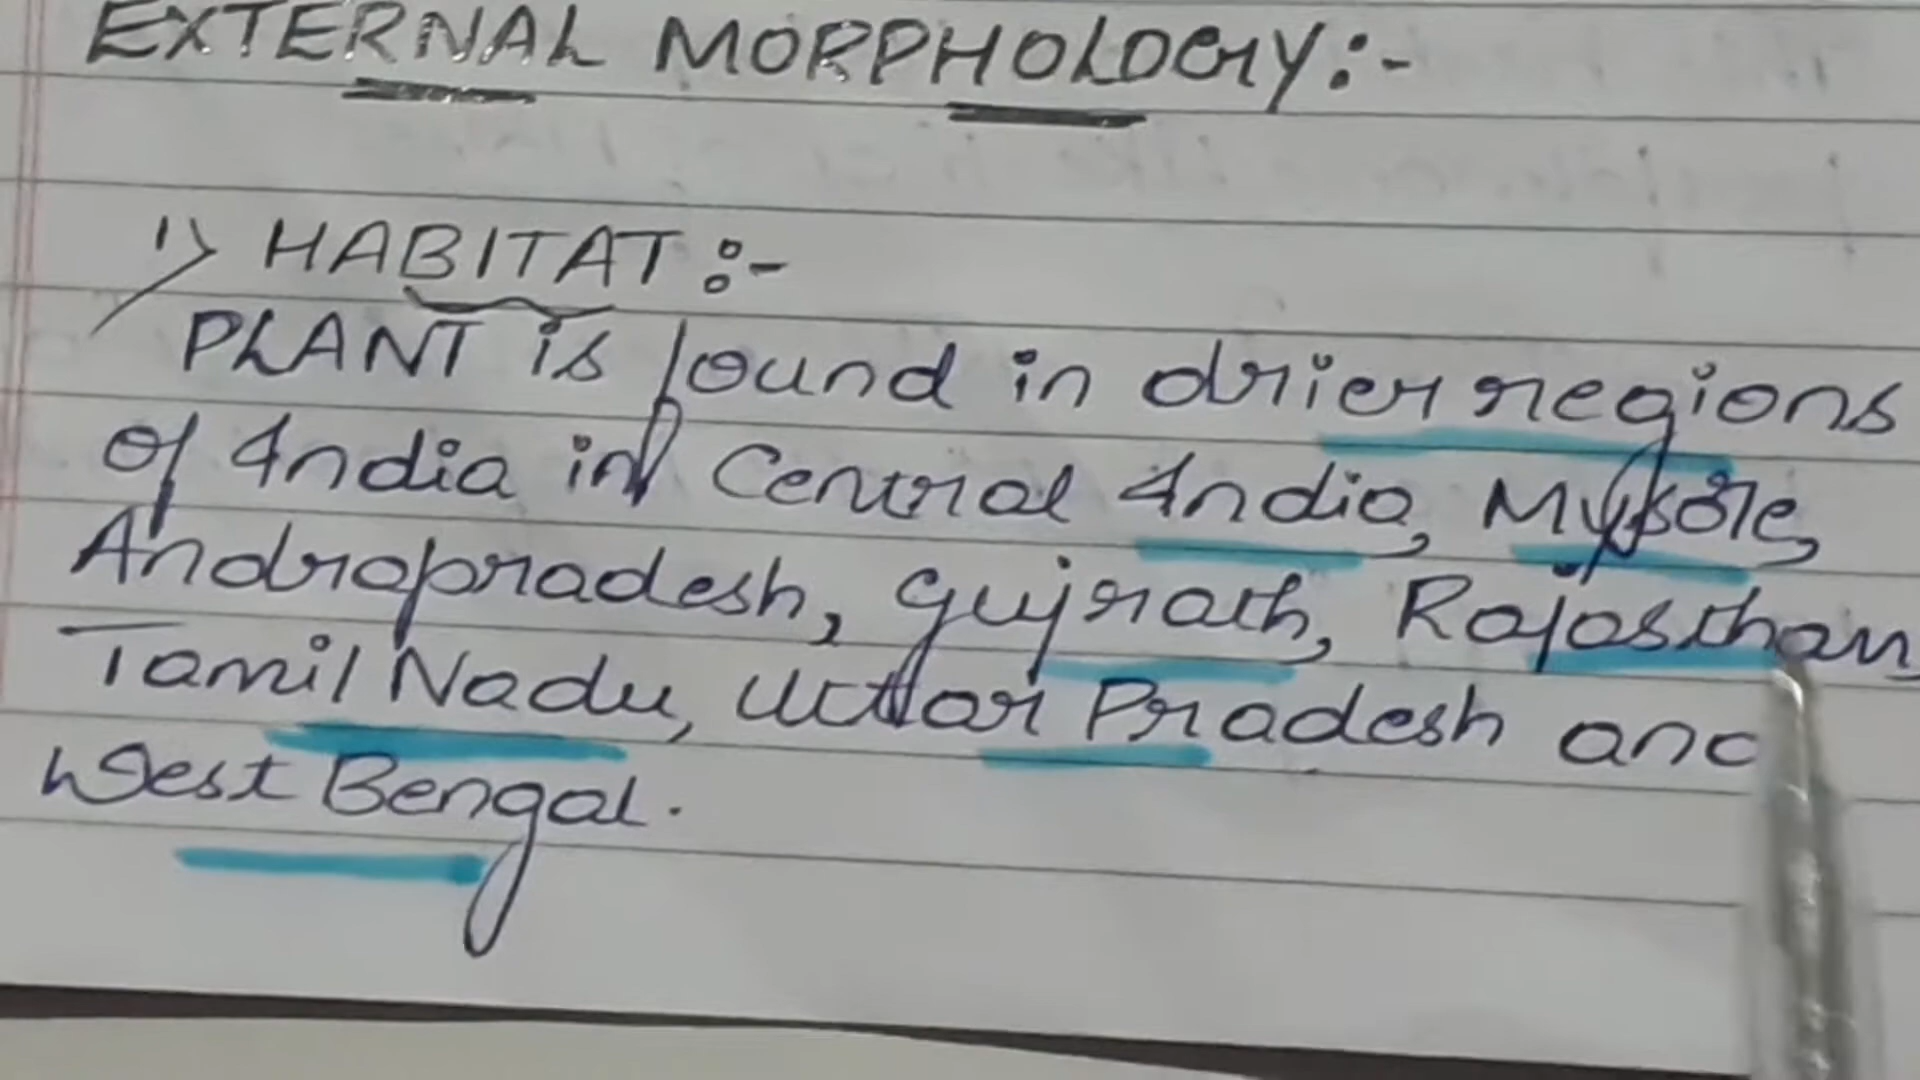 EXTERNAL MORPHOLOGY:-
1) HABITAT :-
PLANT is found in drier regions
of India in Central India, Mysore,
Andrapradesh, Gujrath, Rajasthan,
Tamil Nadu, Uttar Pradesh and
West Bengal.